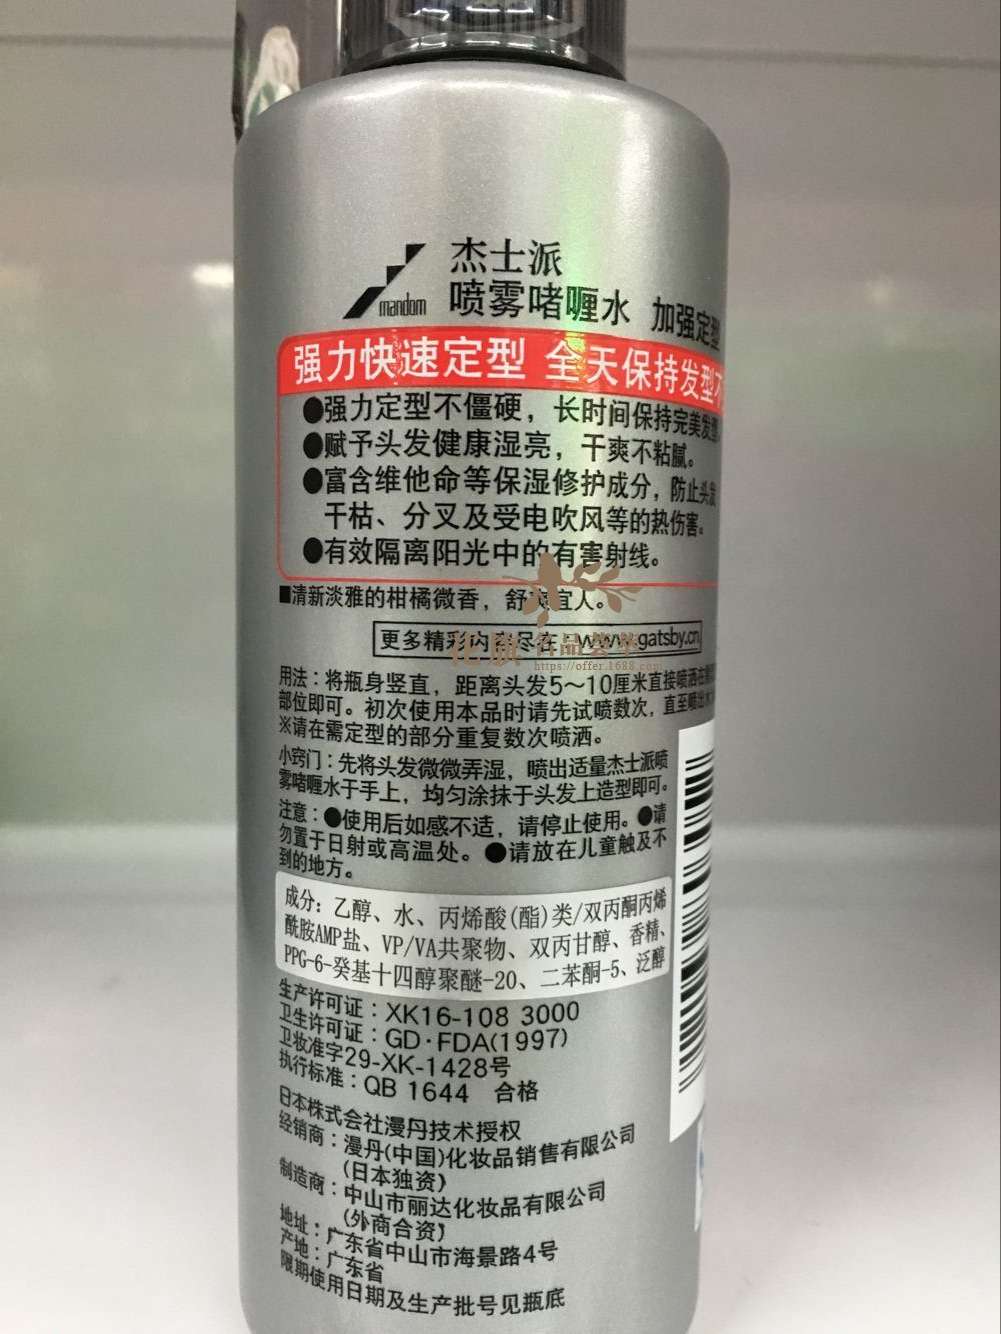 杰士派
mandom
喷雾啫喱水 加强定型
强力快速定型 全天保持发型不
●强力定型不僵硬，长时间保持完美发型
●赋予头发健康湿亮，干爽不粘腻。
●富含维他命等保湿修护成分，防止头发
干枯、分叉及受电吹风等的热伤害。
●有效隔离阳光中的有害射线。
■清新淡雅的柑橘微香，舒爽宜人。
更多精彩内容尽在：www.gatsby.cn
化旗 名品荟萃
https://offer.1688.com
用法：将瓶身竖直，距离头发5～10厘米直接喷洒在
部位即可。初次使用本品时请先试喷数次，直至喷出
※请在需定型的部分重复数次喷洒。
小窍门：先将头发微微弄湿，喷出适量杰士派喷
雾啫喱水于手上，均匀涂抹于头发上造型即可。
注意：●使用后如感不适，请停止使用。●请
勿置于日射或高温处。●请放在儿童触及不
到的地方。
成分：乙醇、水、丙烯酸(酯)类/双丙酮丙烯
酰胺AMP盐、VP/VA共聚物、双丙甘醇、香精、
PPG-6-癸基十四醇聚醚-20、二苯酮-5、泛醇
生产许可证：XK16-108 3000
卫生许可证：GD·FDA(1997)
卫妆准字29-XK-1428号
执行标准：QB 1644 合格
日本株式会社漫丹技术授权
经销商：漫丹(中国)化妆品销售有限公司
(日本独资)
制造商：中山市丽达化妆品有限公司
(外商合资)
地址：广东省中山市海景路4号
产地：广东省
限期使用日期及生产批号见瓶底